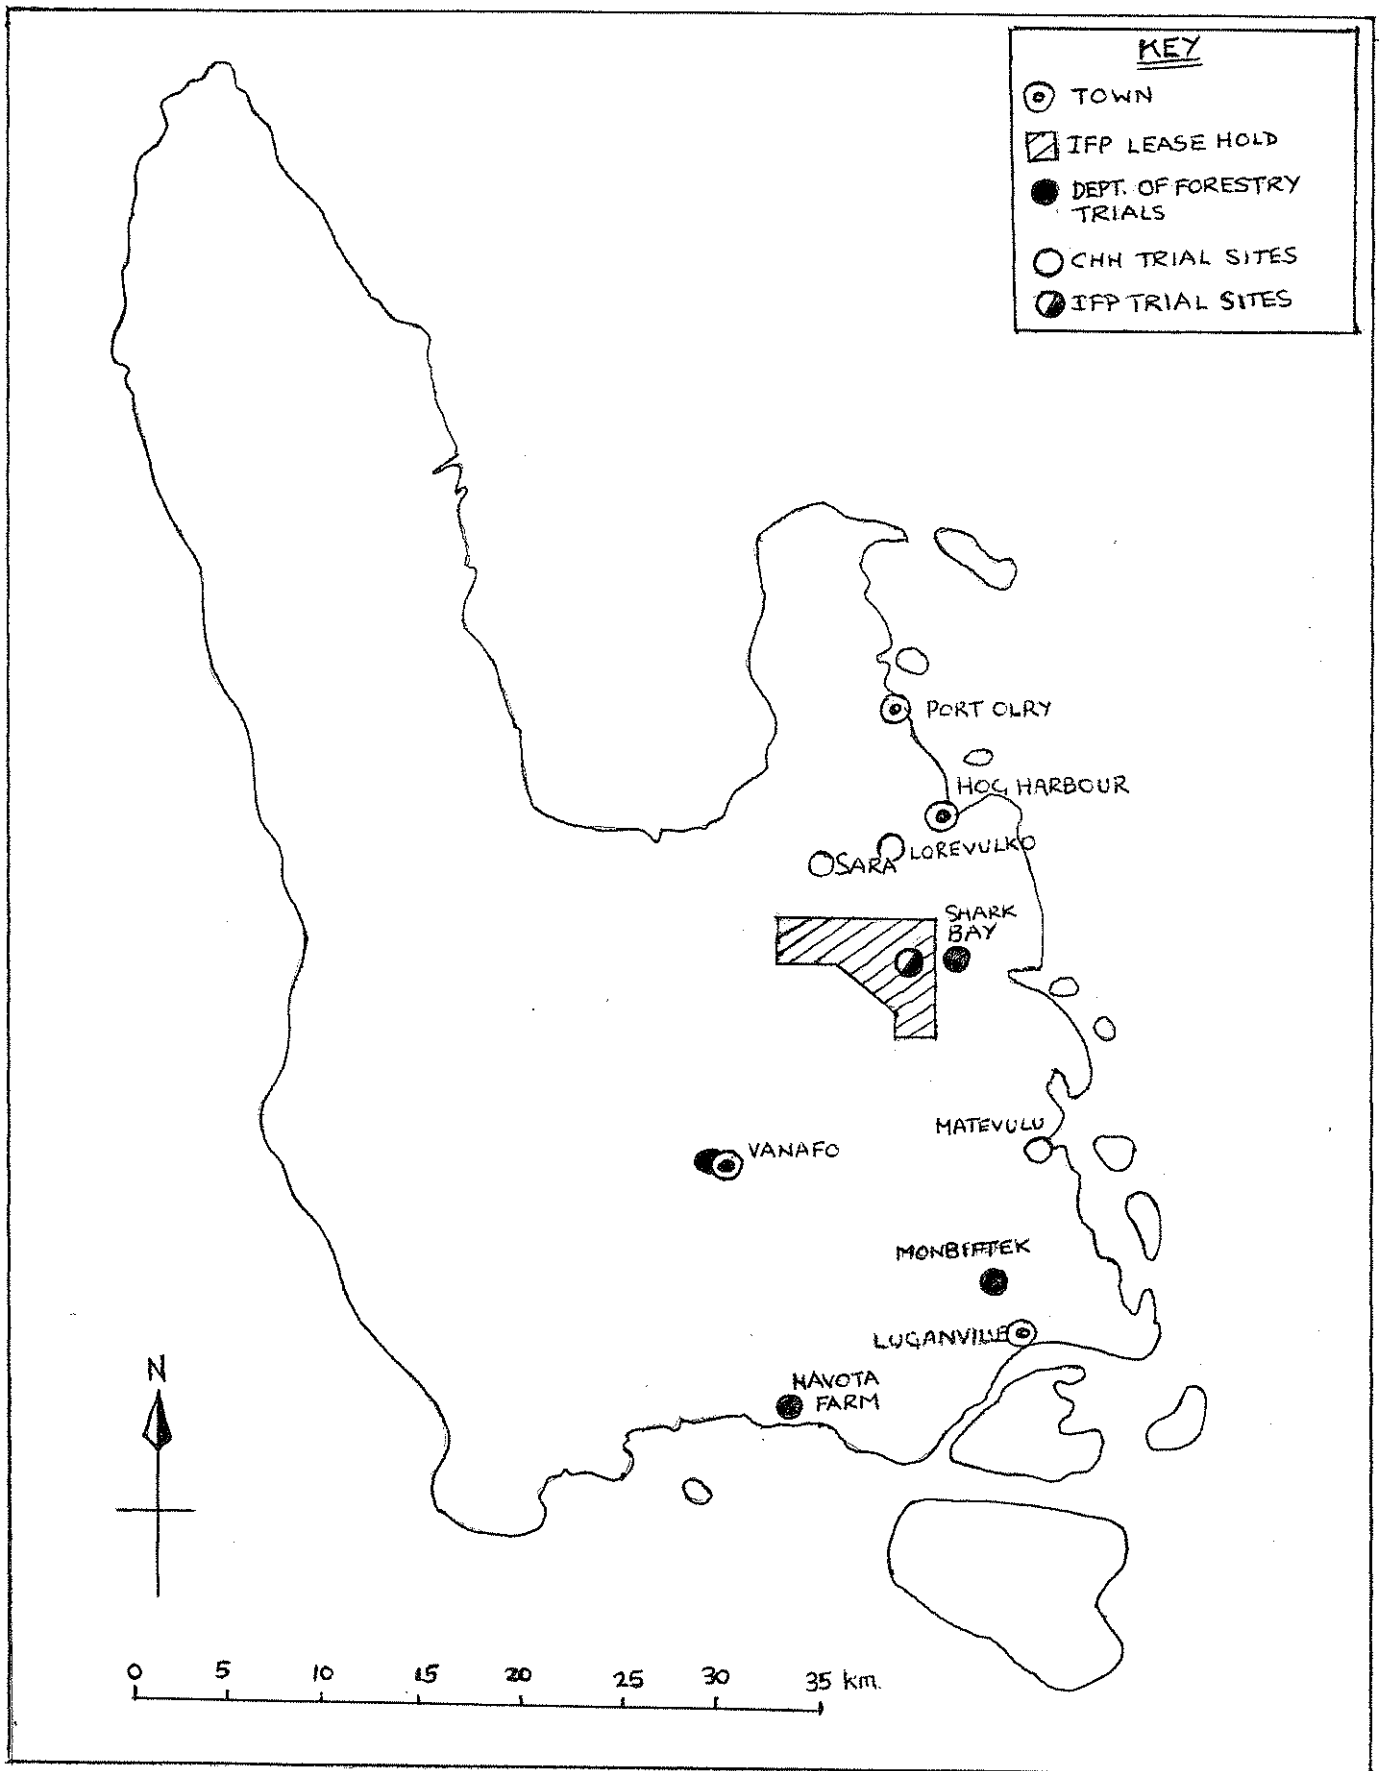 KEY
TOWN
IFP LEASE HOLD
DEPT. OF FORESTRY
TRIALS
CHH TRIAL SITES
IFP TRIAL SITES
PORT OLRY
HOG HARBOUR
LOREVULKO
SARA
SHARK
BAY
MATEVULU
VANAFO
MONBIFTEK
LUGANVILLE
NAVOTA
FARM
N
0 5 10 15 20 25 30 35 km.